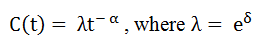 C(t) = λt⁻ ᵅ , where λ = e^δ